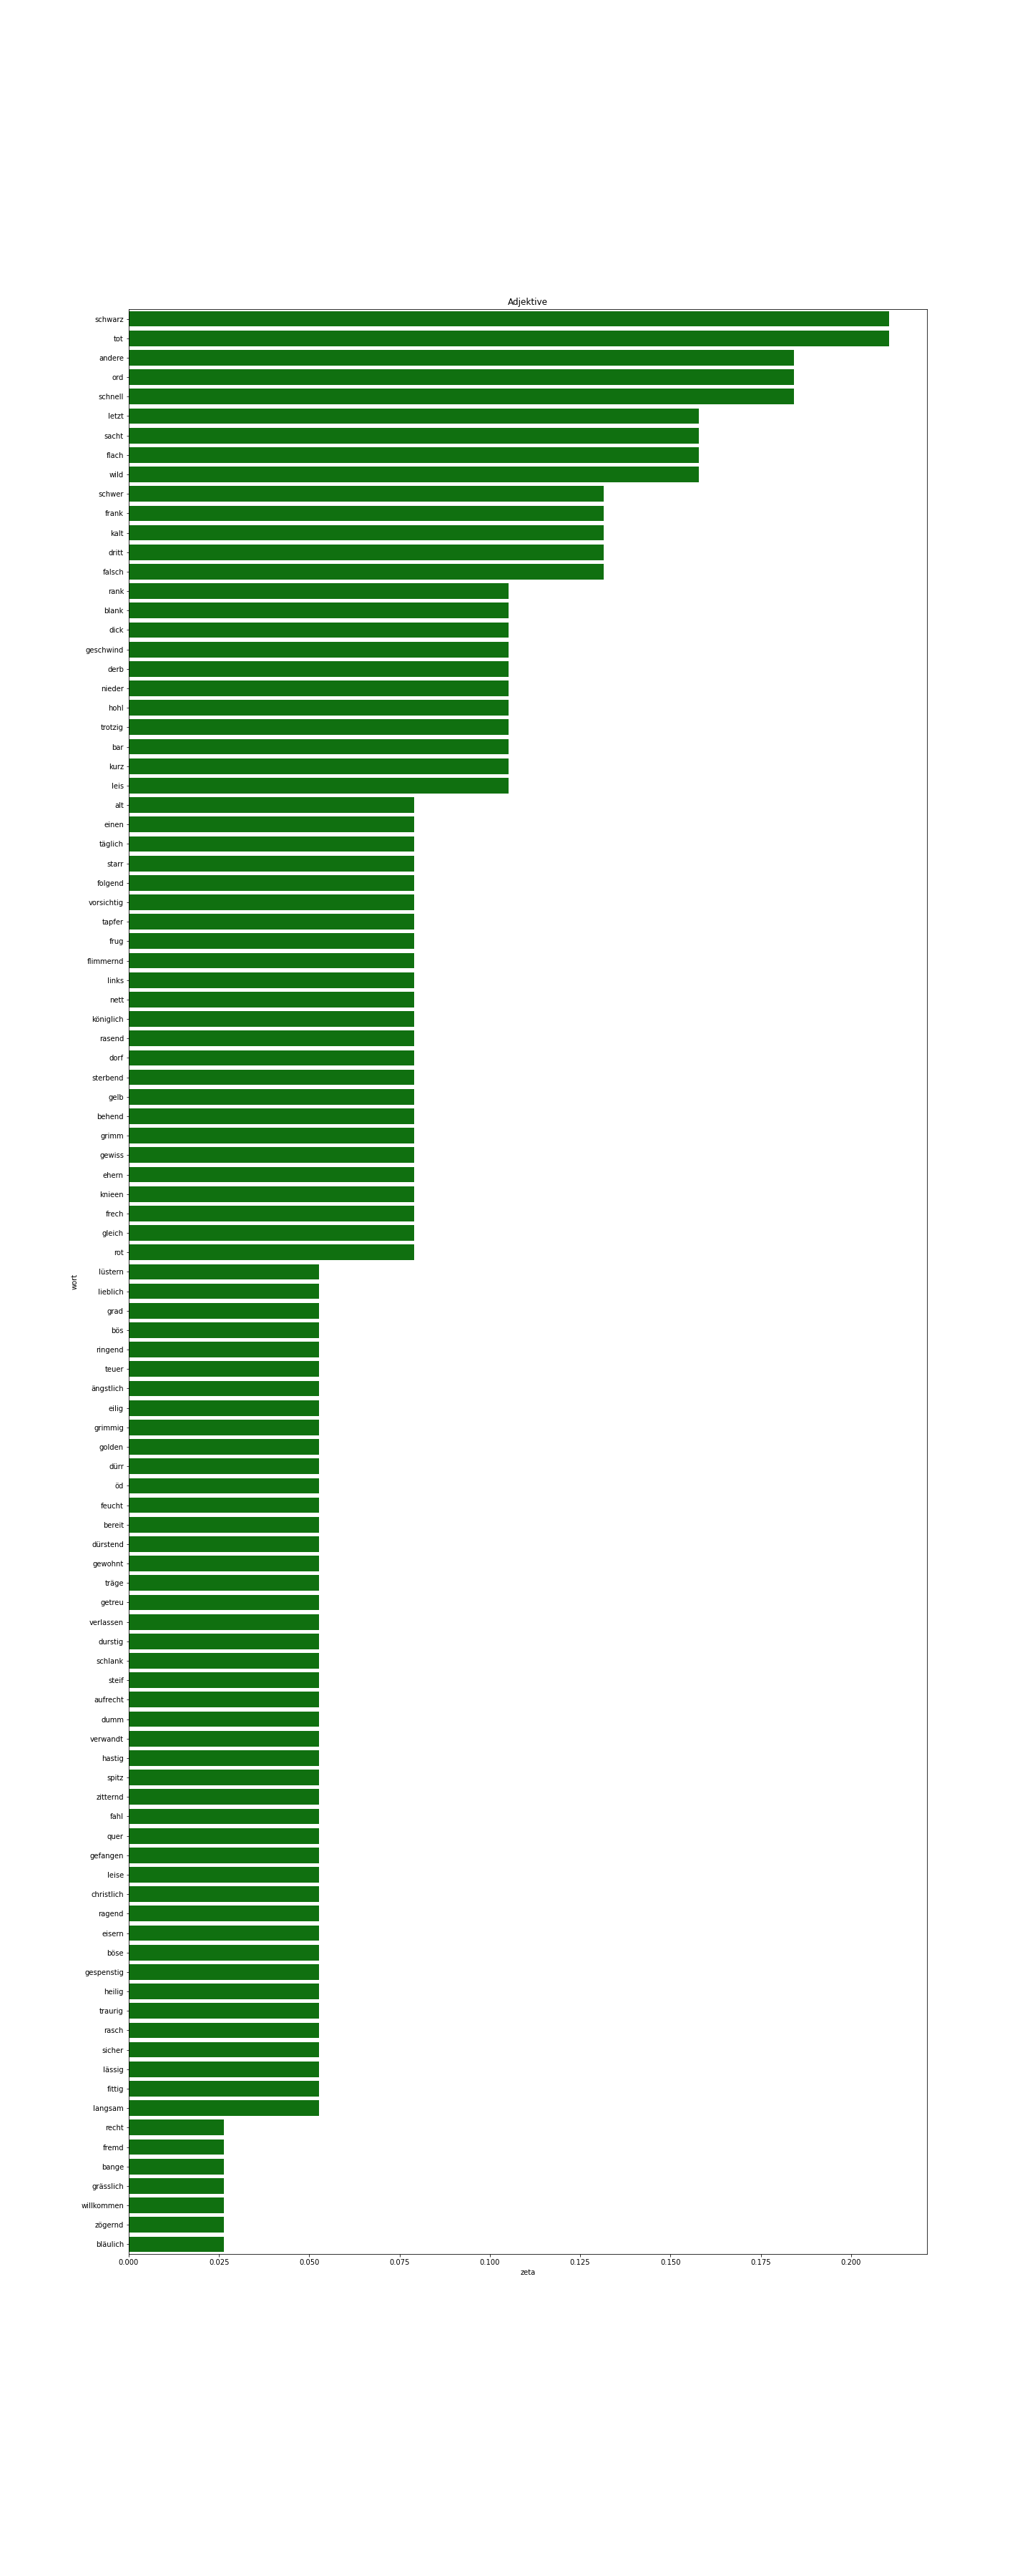 Adjektive
schwarz
tot
andere
ord
schnell
letzt
sacht
flach
wild
schwer
frank
kalt
dritt
falsch
rank
blank
dick
geschwind
derb
nieder
hohl
trotzig
bar
kurz
leis
alt
einen
täglich
starr
folgend
vorsichtig
tapfer
frug
flimmernd
links
nett
königlich
rasend
dorf
sterbend
gelb
behend
grimm
gewiss
ehern
knieen
frech
gleich
rot
wort
lüstern
lieblich
grad
bös
ringend
teuer
ängstlich
eilig
grimmig
golden
dürr
öd
feucht
bereit
dürstend
gewohnt
träge
getreu
verlassen
durstig
schlank
steif
aufrecht
dumm
verwandt
hastig
spitz
zitternd
fahl
quer
gefangen
leise
christlich
ragend
eisern
böse
gespenstig
heilig
traurig
rasch
sicher
lässig
fittig
langsam
recht
fremd
bange
grässlich
willkommen
zögernd
bläulich
0.000 0.025 0.050 0.075 0.100 0.125 0.150 0.175 0.200
zeta